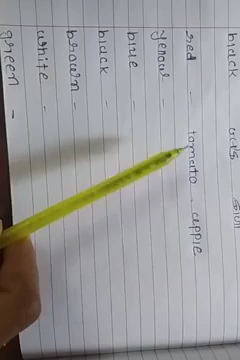 black
red - tomato - apple
yellow -
blue -
black -
brown -
white -
green -